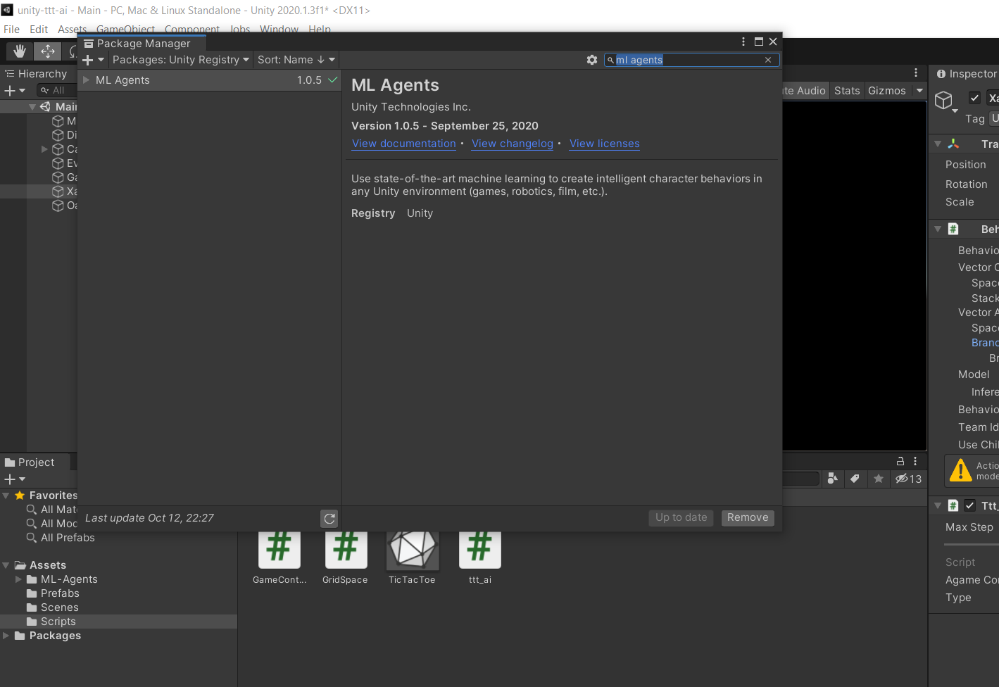 unity-ttt-ai - Main - PC, Mac & Linux Standalone - Unity 2020.1.3f1* <DX11>
File Edit Assets GameObject Component Jobs Window Help
Package Manager
Packages: Unity Registry Sort: Name ↓
ml agents
ML Agents 1.0.5
ML Agents
Unity Technologies Inc.
Version 1.0.5 - September 25, 2020
View documentation • View changelog • View licenses
Use state-of-the-art machine learning to create intelligent character behaviors in
any Unity environment (games, robotics, film, etc.).
Registry Unity
Last update Oct 12, 22:27
Up to date Remove
Hierarchy
All
Mai
M
Di
Ca
Ev
Ga
Xa
Oa
ute Audio Stats Gizmos
Inspector
Xa
Tag U
Tra
Position
Rotation
Scale
Beh
Behavio
Vector C
Space
Stack
Vector A
Space
Branc
Br
Model
Infere
Behavio
Team Id
Use Chil
Actio
mode
Ttt_
Max Step
Script
Agame Con
Type
Project
13
Favorites
All Mat
All Mod
All Prefabs
Assets
ML-Agents
Prefabs
Scenes
Scripts
Packages
GameCont... GridSpace TicTacToe ttt_ai